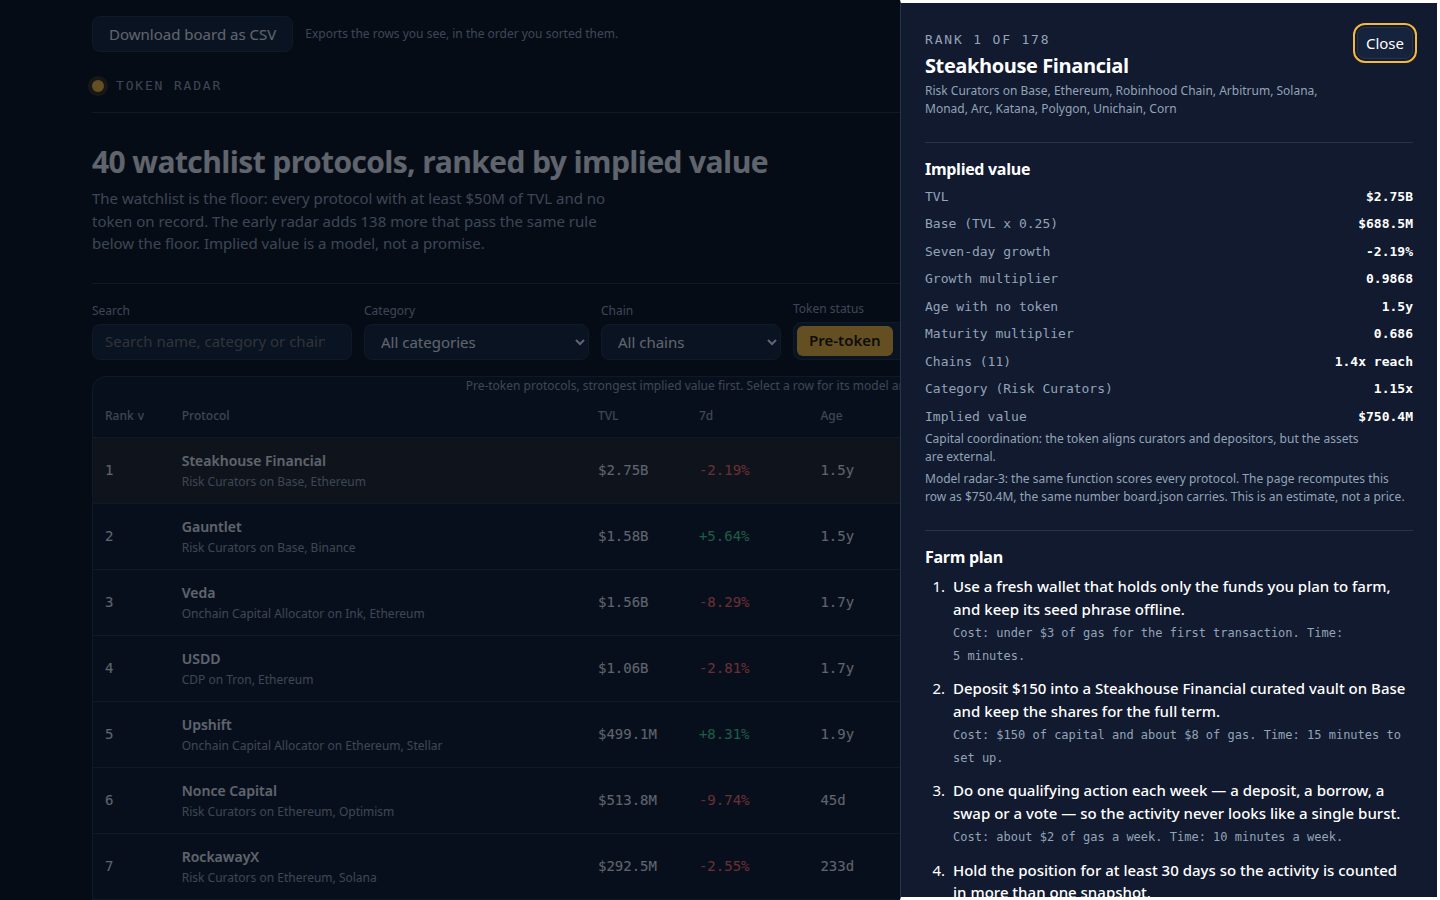 Download board as CSV
Exports the rows you see, in the order you sorted them.
TOKEN RADAR
40 watchlist protocols, ranked by implied value
The watchlist is the floor: every protocol with at least $50M of TVL and no
token on record. The early radar adds 138 more that pass the same rule
below the floor. Implied value is a model, not a promise.
Search
Category
Chain
Token status
Search name, category or chain
All categories
All chains
Pre-token
Pre-token protocols, strongest implied value first. Select a row for its model a
Rank v
Protocol
TVL
7d
Age
1
Steakhouse Financial
Risk Curators on Base, Ethereum
$2.75B
-2.19%
1.5y
2
Gauntlet
Risk Curators on Base, Binance
$1.58B
+5.64%
1.5y
3
Veda
Onchain Capital Allocator on Ink, Ethereum
$1.56B
-8.29%
1.7y
4
USDD
CDP on Tron, Ethereum
$1.06B
-2.81%
1.7y
5
Upshift
Onchain Capital Allocator on Ethereum, Stellar
$499.1M
+8.31%
1.9y
6
Nonce Capital
Risk Curators on Ethereum, Optimism
$513.8M
-9.74%
45d
7
RockawayX
Risk Curators on Ethereum, Solana
$292.5M
-2.55%
233d
RANK 1 OF 178
Close
Steakhouse Financial
Risk Curators on Base, Ethereum, Robinhood Chain, Arbitrum, Solana,
Monad, Arc, Katana, Polygon, Unichain, Corn
Implied value
TVL $2.75B
Base (TVL x 0.25) $688.5M
Seven-day growth -2.19%
Growth multiplier 0.9868
Age with no token 1.5y
Maturity multiplier 0.686
Chains (11) 1.4x reach
Category (Risk Curators) 1.15x
Implied value $750.4M
Capital coordination: the token aligns curators and depositors, but the assets
are external.
Model radar-3: the same function scores every protocol. The page recomputes this
row as $750.4M, the same number board.json carries. This is an estimate, not a price.
Farm plan
1. Use a fresh wallet that holds only the funds you plan to farm,
and keep its seed phrase offline.
Cost: under $3 of gas for the first transaction. Time:
5 minutes.
2. Deposit $150 into a Steakhouse Financial curated vault on Base
and keep the shares for the full term.
Cost: $150 of capital and about $8 of gas. Time: 15 minutes to
set up.
3. Do one qualifying action each week — a deposit, a borrow, a
swap or a vote — so the activity never looks like a single burst.
Cost: about $2 of gas a week. Time: 10 minutes a week.
4. Hold the position for at least 30 days so the activity is counted
in more than one snapshot.